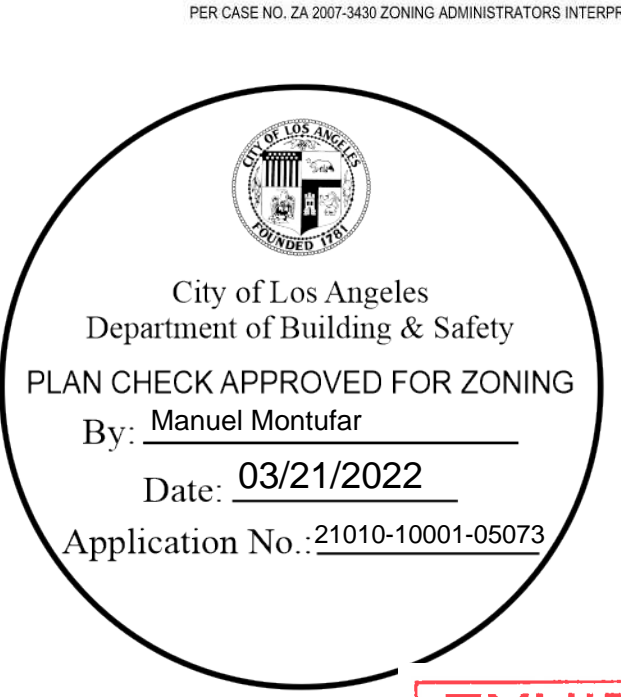 PER CASE NO. ZA 2007-3430 ZONING ADMINISTRATORS INTERPR
CITY OF LOS ANGELES
FOUNDED 1781
City of Los Angeles
Department of Building & Safety
PLAN CHECK APPROVED FOR ZONING
By: Manuel Montufar
Date: 03/21/2022
Application No.: 21010-10001-05073